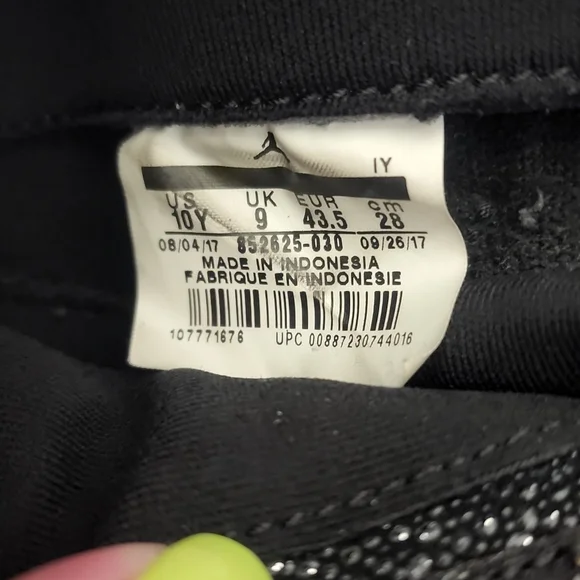 IY
US UK EUR cm
10Y 9 43.5 28
08/04/17 852625-030 09/26/17
MADE IN INDONESIA
FABRIQUE EN INDONESIE
107771676 UPC 00887230744016